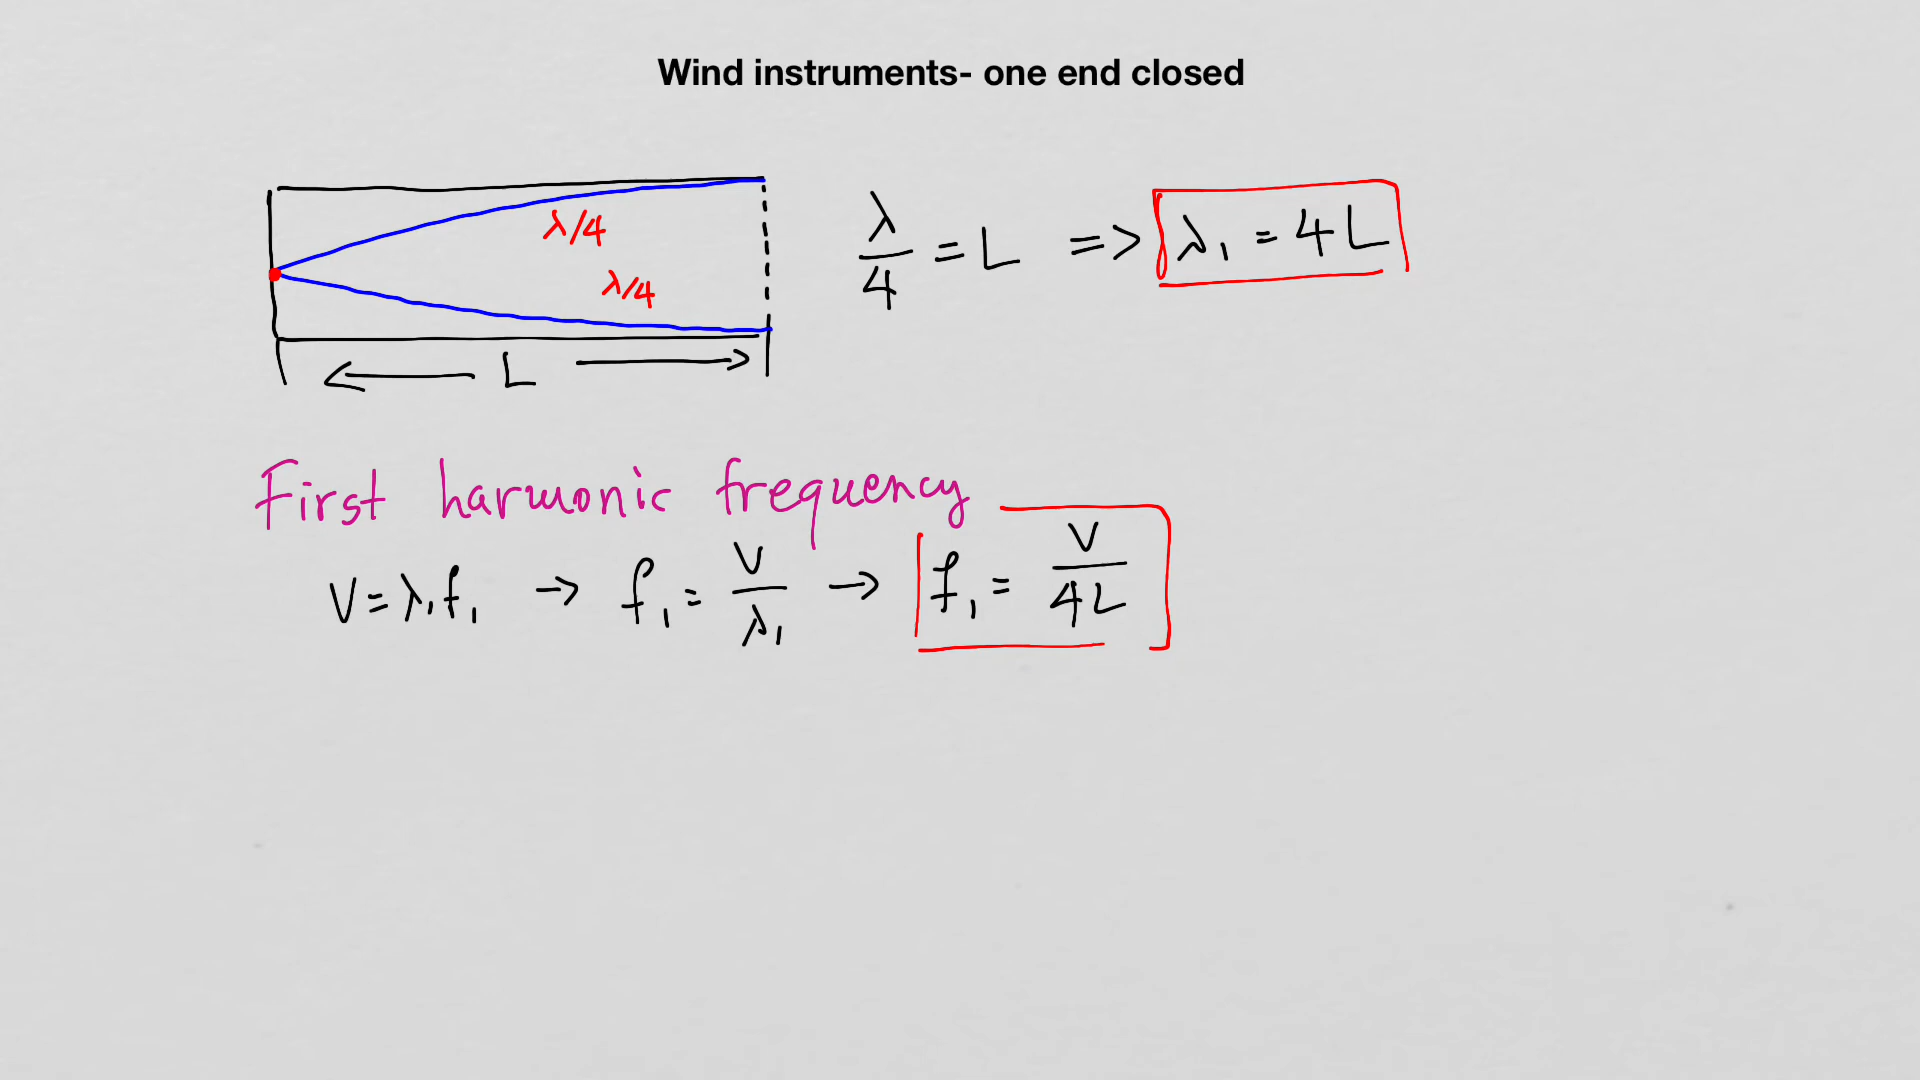 Wind instruments- one end closed
λ/4
λ/4
L
λ/4 = L => λ₁ = 4L
First harmonic frequency
V = λ₁f₁ → f₁ = V/λ₁ → f₁ = V/4L